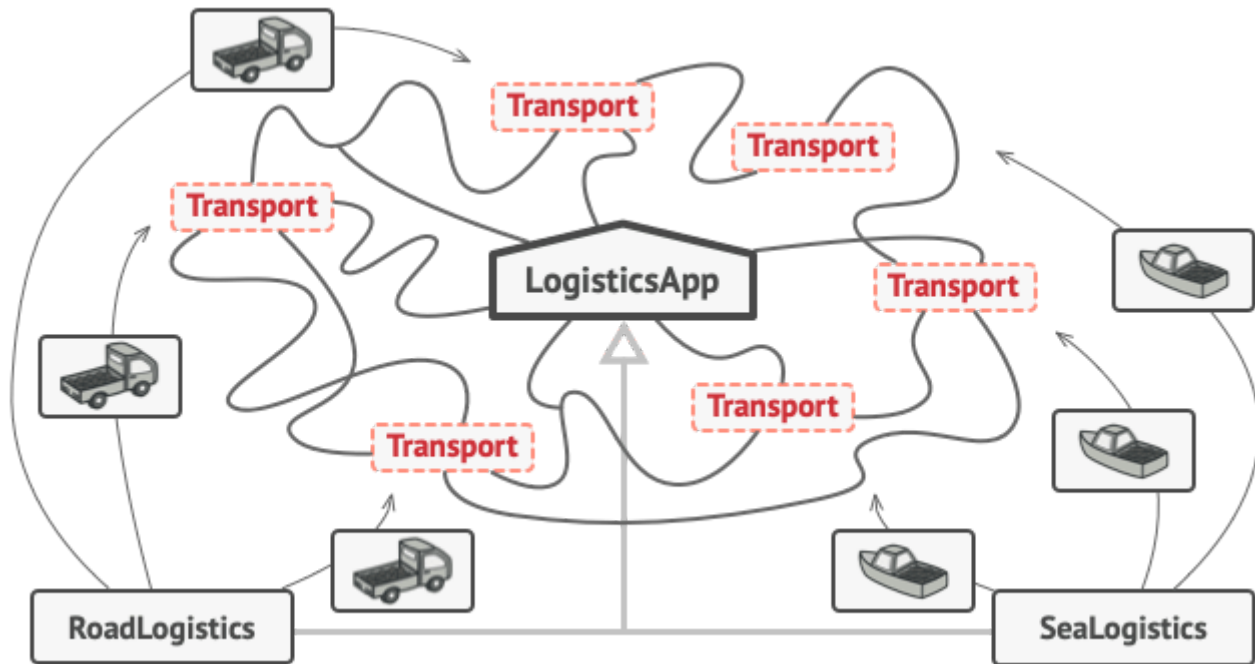 Transport
Transport
Transport
LogisticsApp
Transport
Transport
Transport
RoadLogistics
SeaLogistics